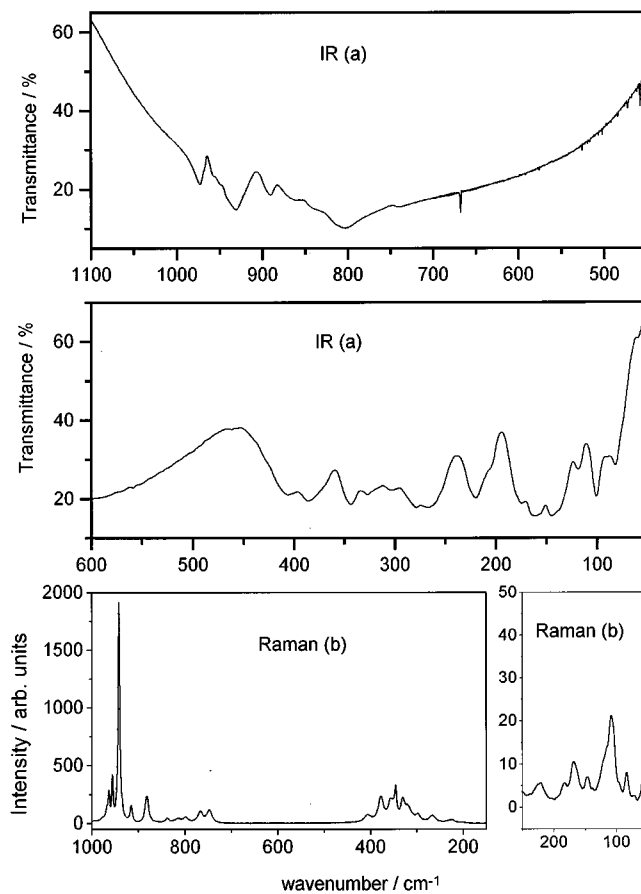 60
40
20
Transmittance / %
IR (a)
1100 1000 900 800 700 600 500
60
40
20
Transmittance / %
IR (a)
600 500 400 300 200 100
2000
1500
1000
500
0
Intensity / arb. units
Raman (b)
1000 800 600 400 200
50
40
30
20
10
0
Raman (b)
200 100
wavenumber / cm-1